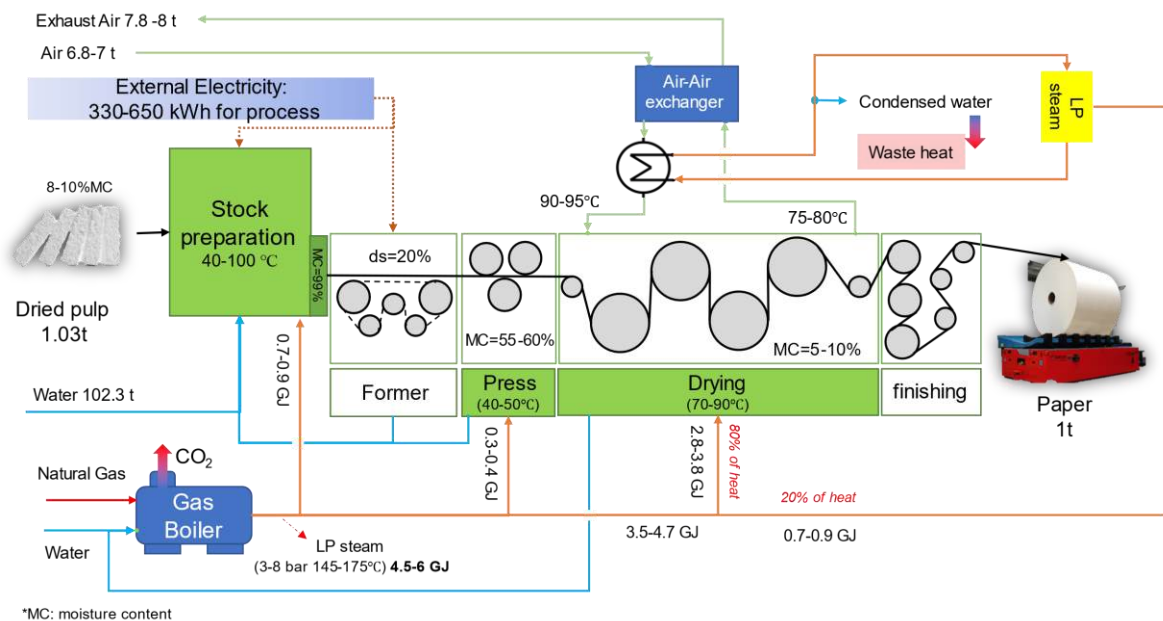 Exhaust Air 7.8 -8 t
Air 6.8-7 t
External Electricity:
330-650 kWh for process
Air-Air
exchanger
Condensed water
Waste heat
LP
steam
8-10%MC
Stock
preparation
40-100 ℃
MC=99%
Dried pulp
1.03t
90-95℃
75-80℃
ds=20%
MC=55-60%
MC=5-10%
Former
Press
(40-50℃)
Drying
(70-90℃)
finishing
Paper
1t
Water 102.3 t
0.7-0.9 GJ
0.3-0.4 GJ
2.8-3.8 GJ
80% of heat
20% of heat
CO2
Natural Gas
Gas
Boiler
Water
LP steam
(3-8 bar 145-175℃) 4.5-6 GJ
3.5-4.7 GJ
0.7-0.9 GJ
*MC: moisture content